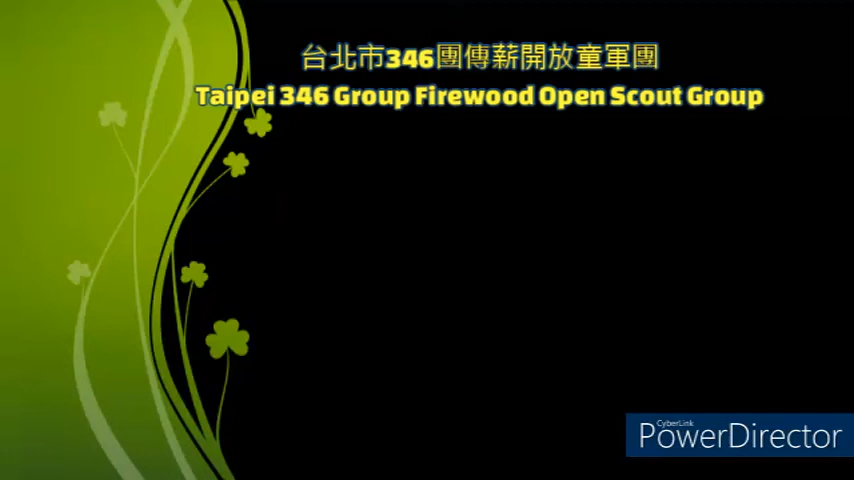 台北市346團傳薪開放童軍團
Taipei 346 Group Firewood Open Scout Group
CyberLink
PowerDirector